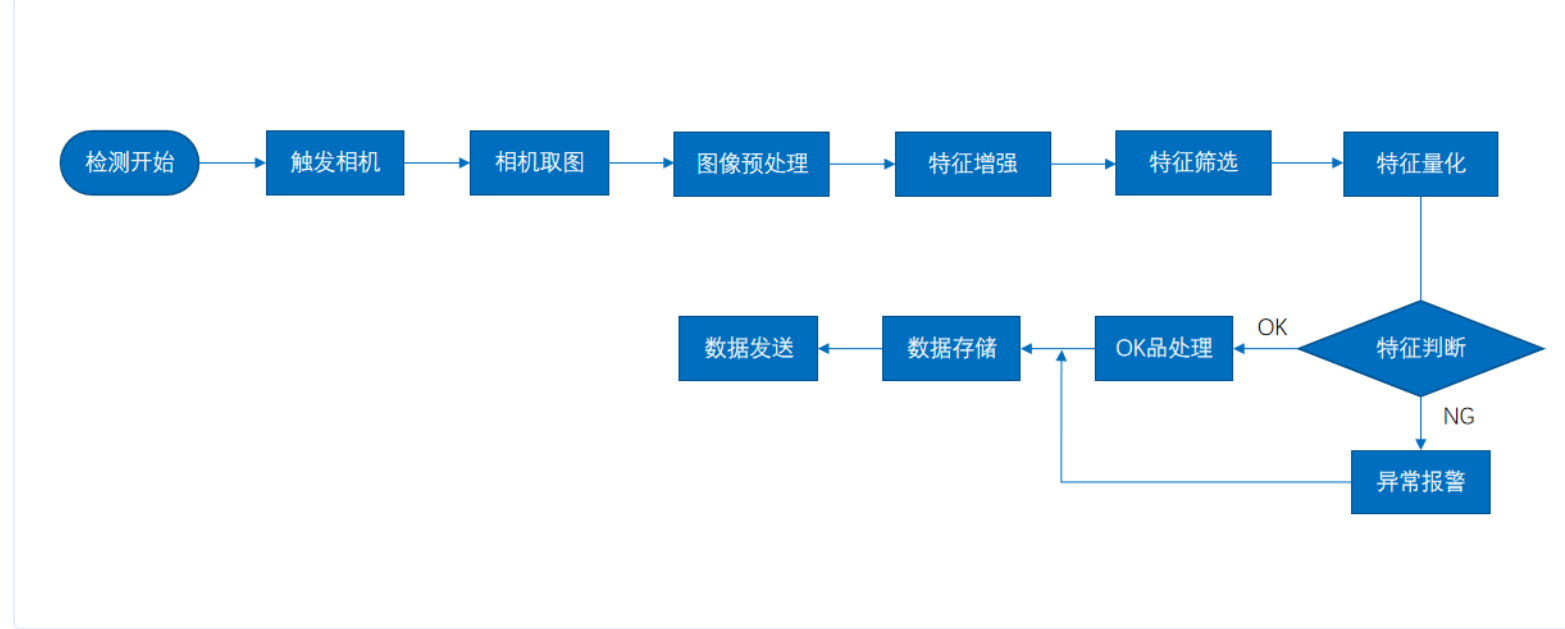 检测开始
触发相机
相机取图
图像预处理
特征增强
特征筛选
特征量化
数据发送
数据存储
OK品处理
OK
特征判断
NG
异常报警